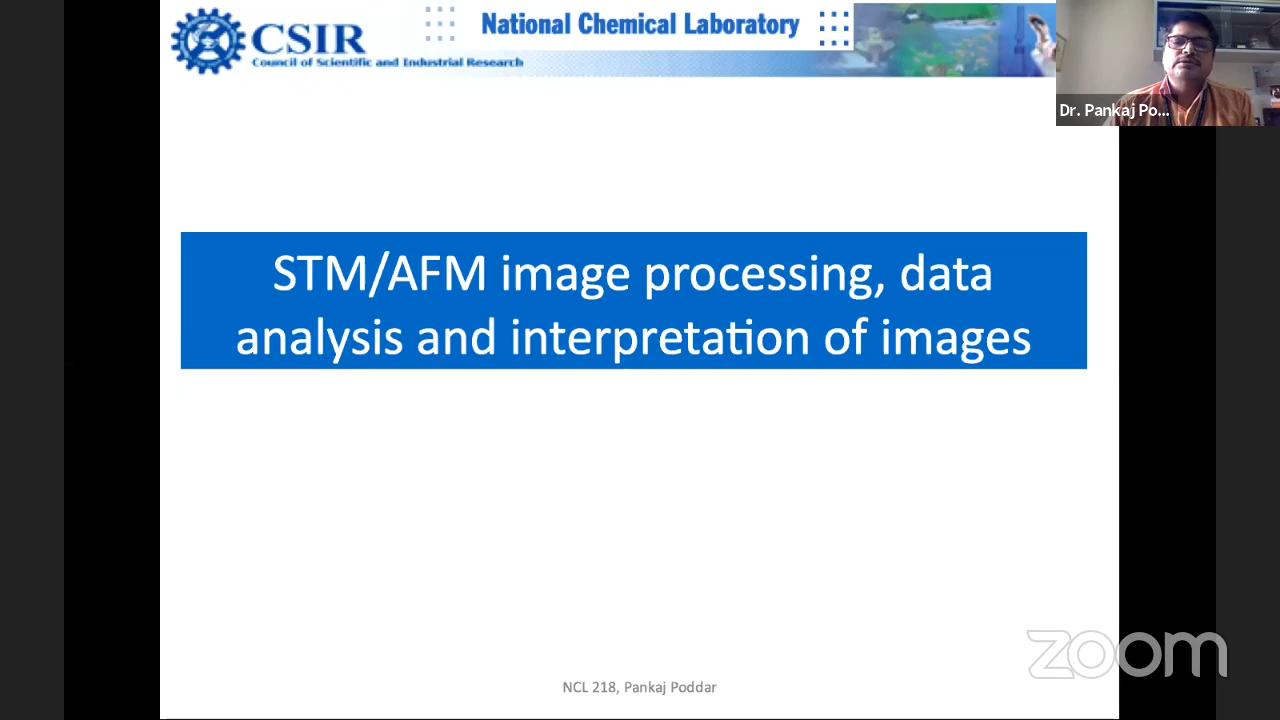 CSIR
Council of Scientific and Industrial Research
National Chemical Laboratory
Dr. Pankaj Po...
STM/AFM image processing, data
analysis and interpretation of images
zoom
NCL 218, Pankaj Poddar